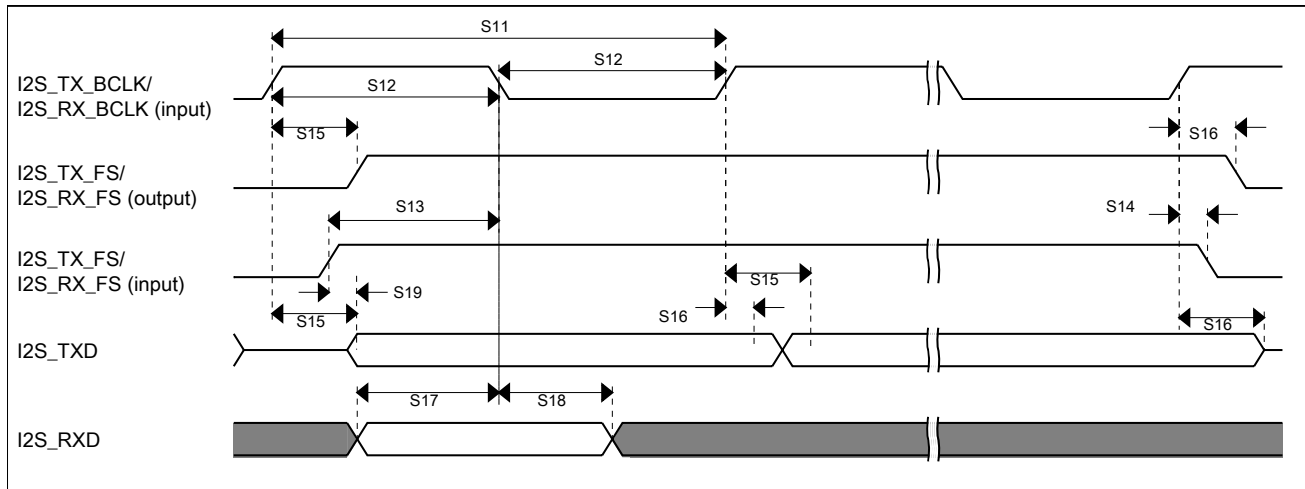 S11
I2S_TX_BCLK/
I2S_RX_BCLK (input)
S12
S12
S15
S16
I2S_TX_FS/
I2S_RX_FS (output)
S13
S14
I2S_TX_FS/
I2S_RX_FS (input)
S15
S19
S15
S16
S16
I2S_TXD
S17
S18
I2S_RXD